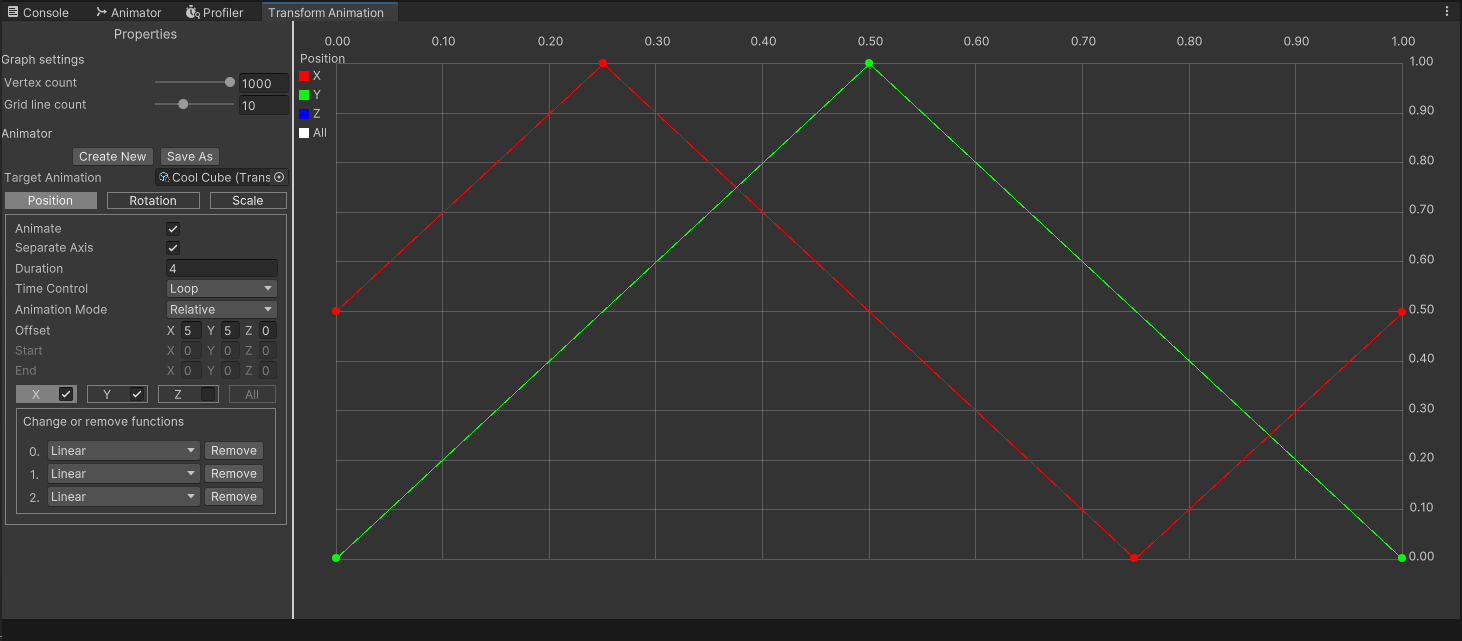 Console Animator Profiler Transform Animation
Properties
Graph settings
Vertex count 1000
Grid line count 10
Animator
Create New Save As
Target Animation Cool Cube (Trans
Position Rotation Scale
Animate
Separate Axis
Duration 4
Time Control Loop
Animation Mode Relative
Offset X 5 Y 5 Z 0
Start X 0 Y 0 Z 0
End X 0 Y 0 Z 0
X Y Z All
Change or remove functions
0. Linear Remove
1. Linear Remove
2. Linear Remove
0.00 0.10 0.20 0.30 0.40 0.50 0.60 0.70 0.80 0.90 1.00
Position
X
Y
Z
All
1.00
0.90
0.80
0.70
0.60
0.50
0.40
0.30
0.20
0.10
0.00